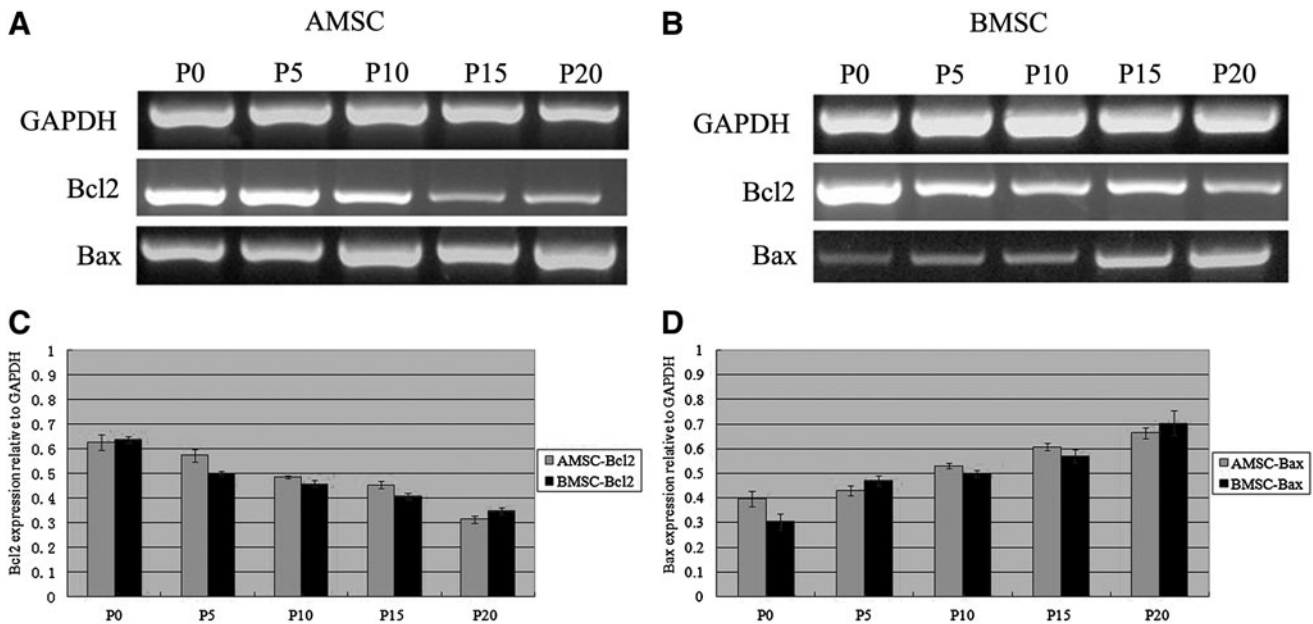 A
AMSC
P0 P5 P10 P15 P20
GAPDH
Bcl2
Bax
B
BMSC
P0 P5 P10 P15 P20
GAPDH
Bcl2
Bax
C
Bcl2 expression relative to GAPDH
1
0.9
0.8
0.7
0.6
0.5
0.4
0.3
0.2
0.1
0
P0 P5 P10 P15 P20
AMSC-Bcl2
BMSC-Bcl2
D
Bax expression relative to GAPDH
1
0.9
0.8
0.7
0.6
0.5
0.4
0.3
0.2
0.1
0
P0 P5 P10 P15 P20
AMSC-Bax
BMSC-Bax